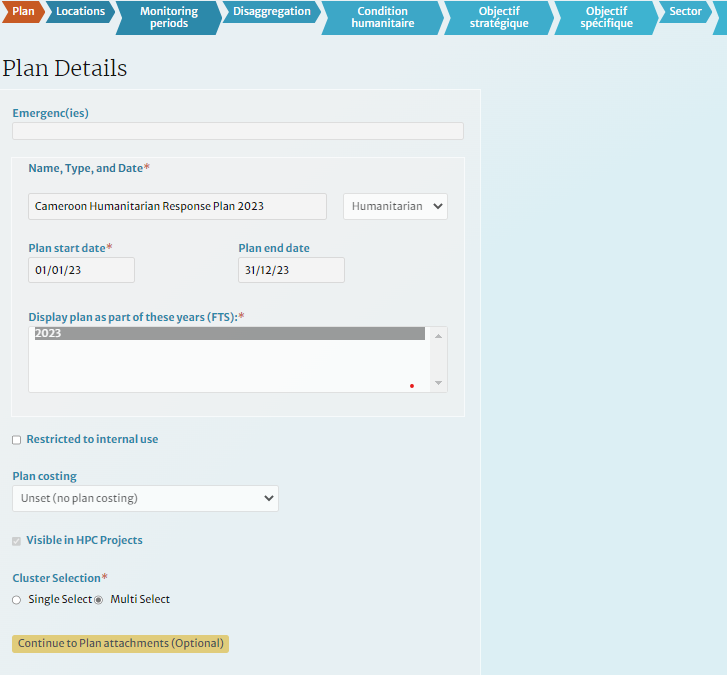 Plan
Locations
Monitoring
periods
Disaggregation
Condition
humanitaire
Objectif
stratégique
Objectif
spécifique
Sector
Plan Details
Emergenc(ies)
Name, Type, and Date*
Cameroon Humanitarian Response Plan 2023
Humanitarian
Plan start date*
Plan end date
01/01/23
31/12/23
Display plan as part of these years (FTS):*
2023
Restricted to internal use
Plan costing
Unset (no plan costing)
Visible in HPC Projects
Cluster Selection*
Single Select
Multi Select
Continue to Plan attachments (Optional)